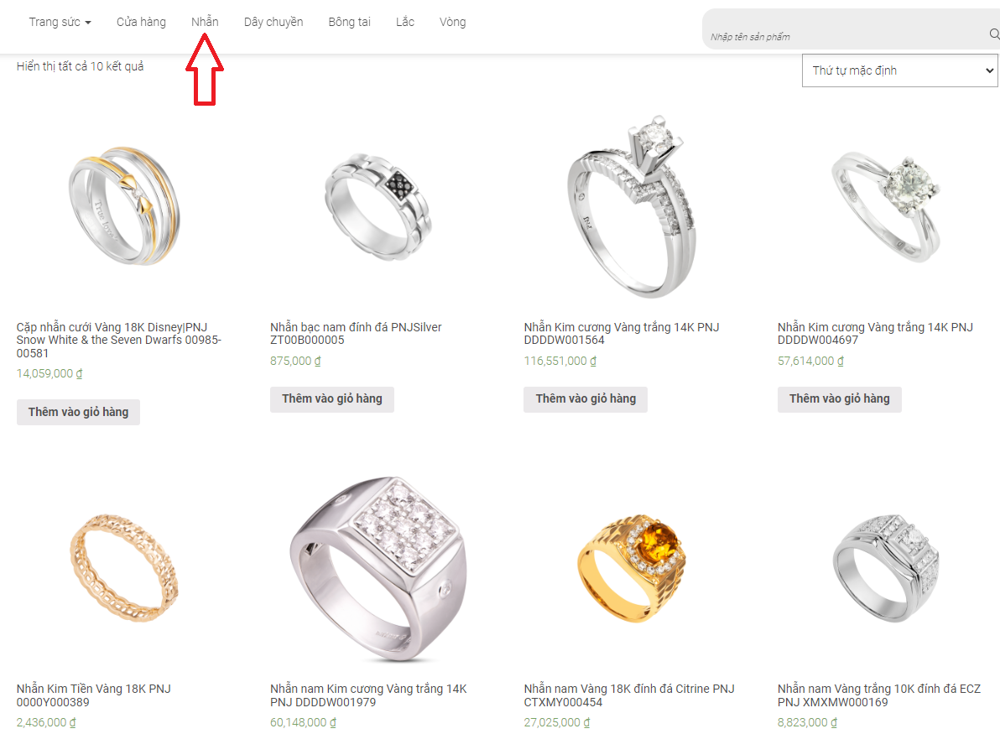 Trang sức Cửa hàng Nhẫn Dây chuyền Bông tai Lắc Vòng
Nhập tên sản phẩm
Hiển thị tất cả 10 kết quả
Thứ tự mặc định
True love
PNJ
Cặp nhẫn cưới Vàng 18K Disney|PNJ
Snow White & the Seven Dwarfs 00985-
00581
14,059,000 ₫
Thêm vào giỏ hàng
Nhẫn bạc nam đính đá PNJSilver
ZT00B000005
875,000 ₫
Thêm vào giỏ hàng
Nhẫn Kim cương Vàng trắng 14K PNJ
DDDDW001564
116,551,000 ₫
Thêm vào giỏ hàng
Nhẫn Kim cương Vàng trắng 14K PNJ
DDDDW004697
57,614,000 ₫
Thêm vào giỏ hàng
Nhẫn Kim Tiền Vàng 18K PNJ
0000Y000389
2,436,000 ₫
Nhẫn nam Kim cương Vàng trắng 14K
PNJ DDDDW001979
60,148,000 ₫
Nhẫn nam Vàng 18K đính đá Citrine PNJ
CTXMY000454
27,025,000 ₫
Nhẫn nam Vàng trắng 10K đính đá ECZ
PNJ XMXMW000169
8,823,000 ₫